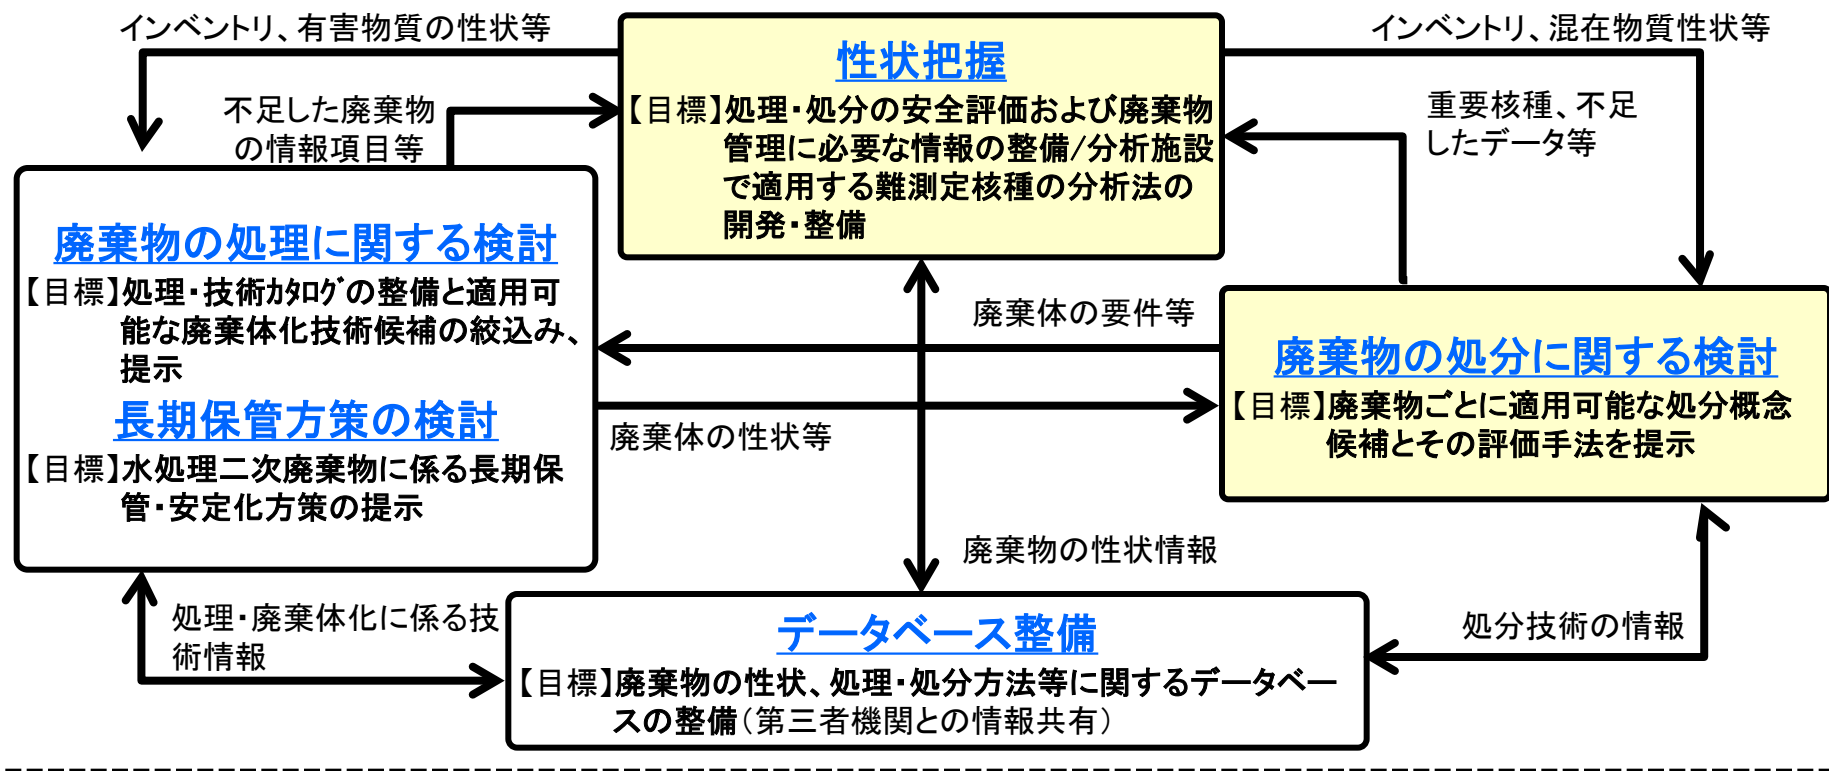 インベントリ、有害物質の性状等
インベントリ、混在物質性状等
性状把握
【目標】処理・処分の安全評価および廃棄物
管理に必要な情報の整備/分析施設
で適用する難測定核種の分析法の
開発・整備
不足した廃棄物
の情報項目等
重要核種、不足
したデータ等
廃棄物の処理に関する検討
【目標】処理・技術ｶﾀﾛｸﾞの整備と適用可
能な廃棄体化技術候補の絞込み、
提示
長期保管方策の検討
【目標】水処理二次廃棄物に係る長期保
管・安定化方策の提示
廃棄体の要件等
廃棄体の性状等
廃棄物の処分に関する検討
【目標】廃棄物ごとに適用可能な処分概念
候補とその評価手法を提示
廃棄物の性状情報
処理・廃棄体化に係る技
術情報
処分技術の情報
データベース整備
【目標】廃棄物の性状、処理・処分方法等に関するデータベー
スの整備（第三者機関との情報共有）